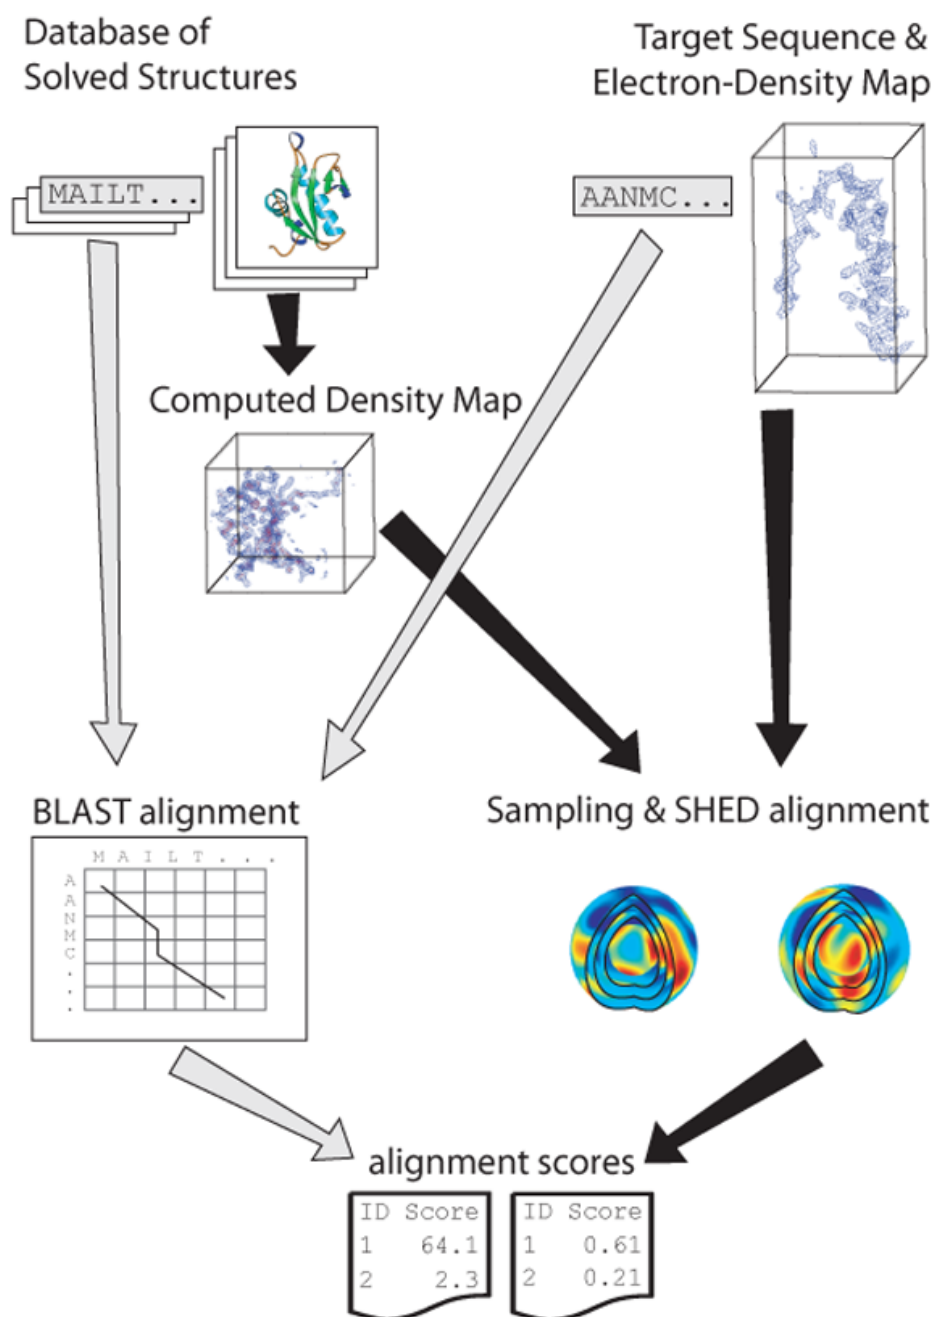 Database of
Solved Structures
Target Sequence &
Electron-Density Map
MAILT...
AANMC...
Computed Density Map
BLAST alignment
M A I L T . . .
A
A
N
M
C
.
.
.
Sampling & SHED alignment
alignment scores
ID Score
1 64.1
2 2.3
ID Score
1 0.61
2 0.21